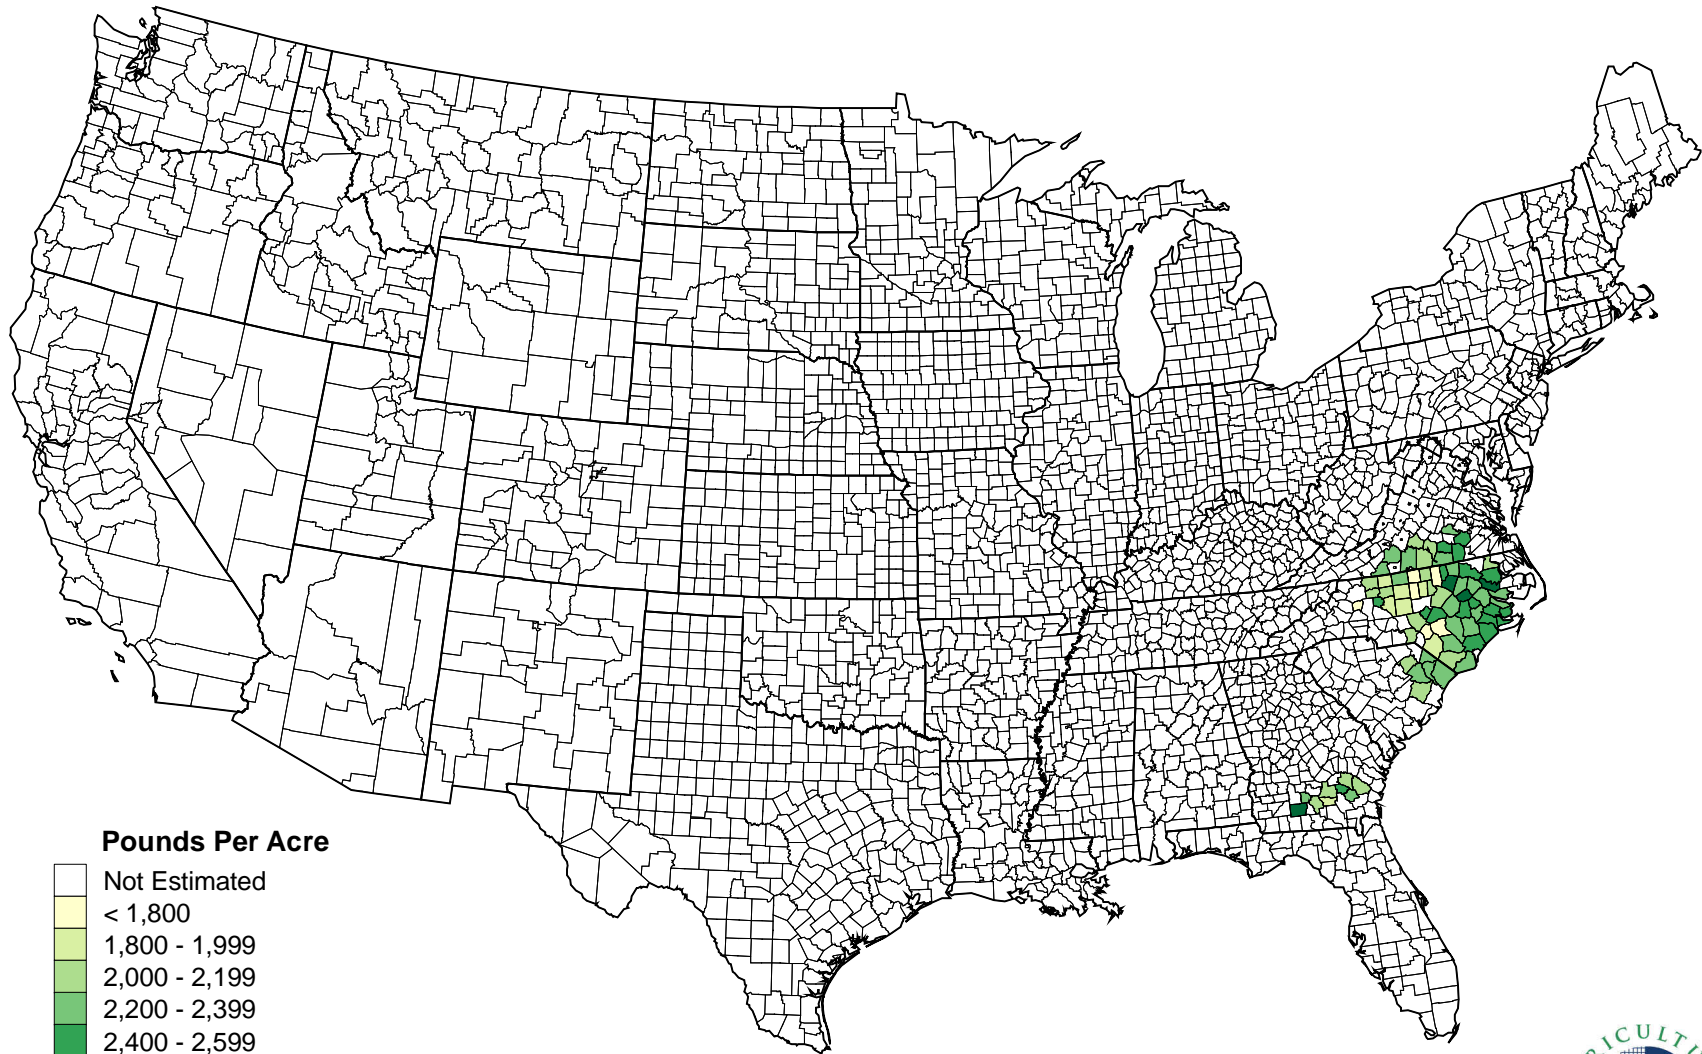 Pounds Per Acre
Not Estimated
< 1,800
1,800 - 1,999
2,000 - 2,199
2,200 - 2,399
2,400 - 2,599